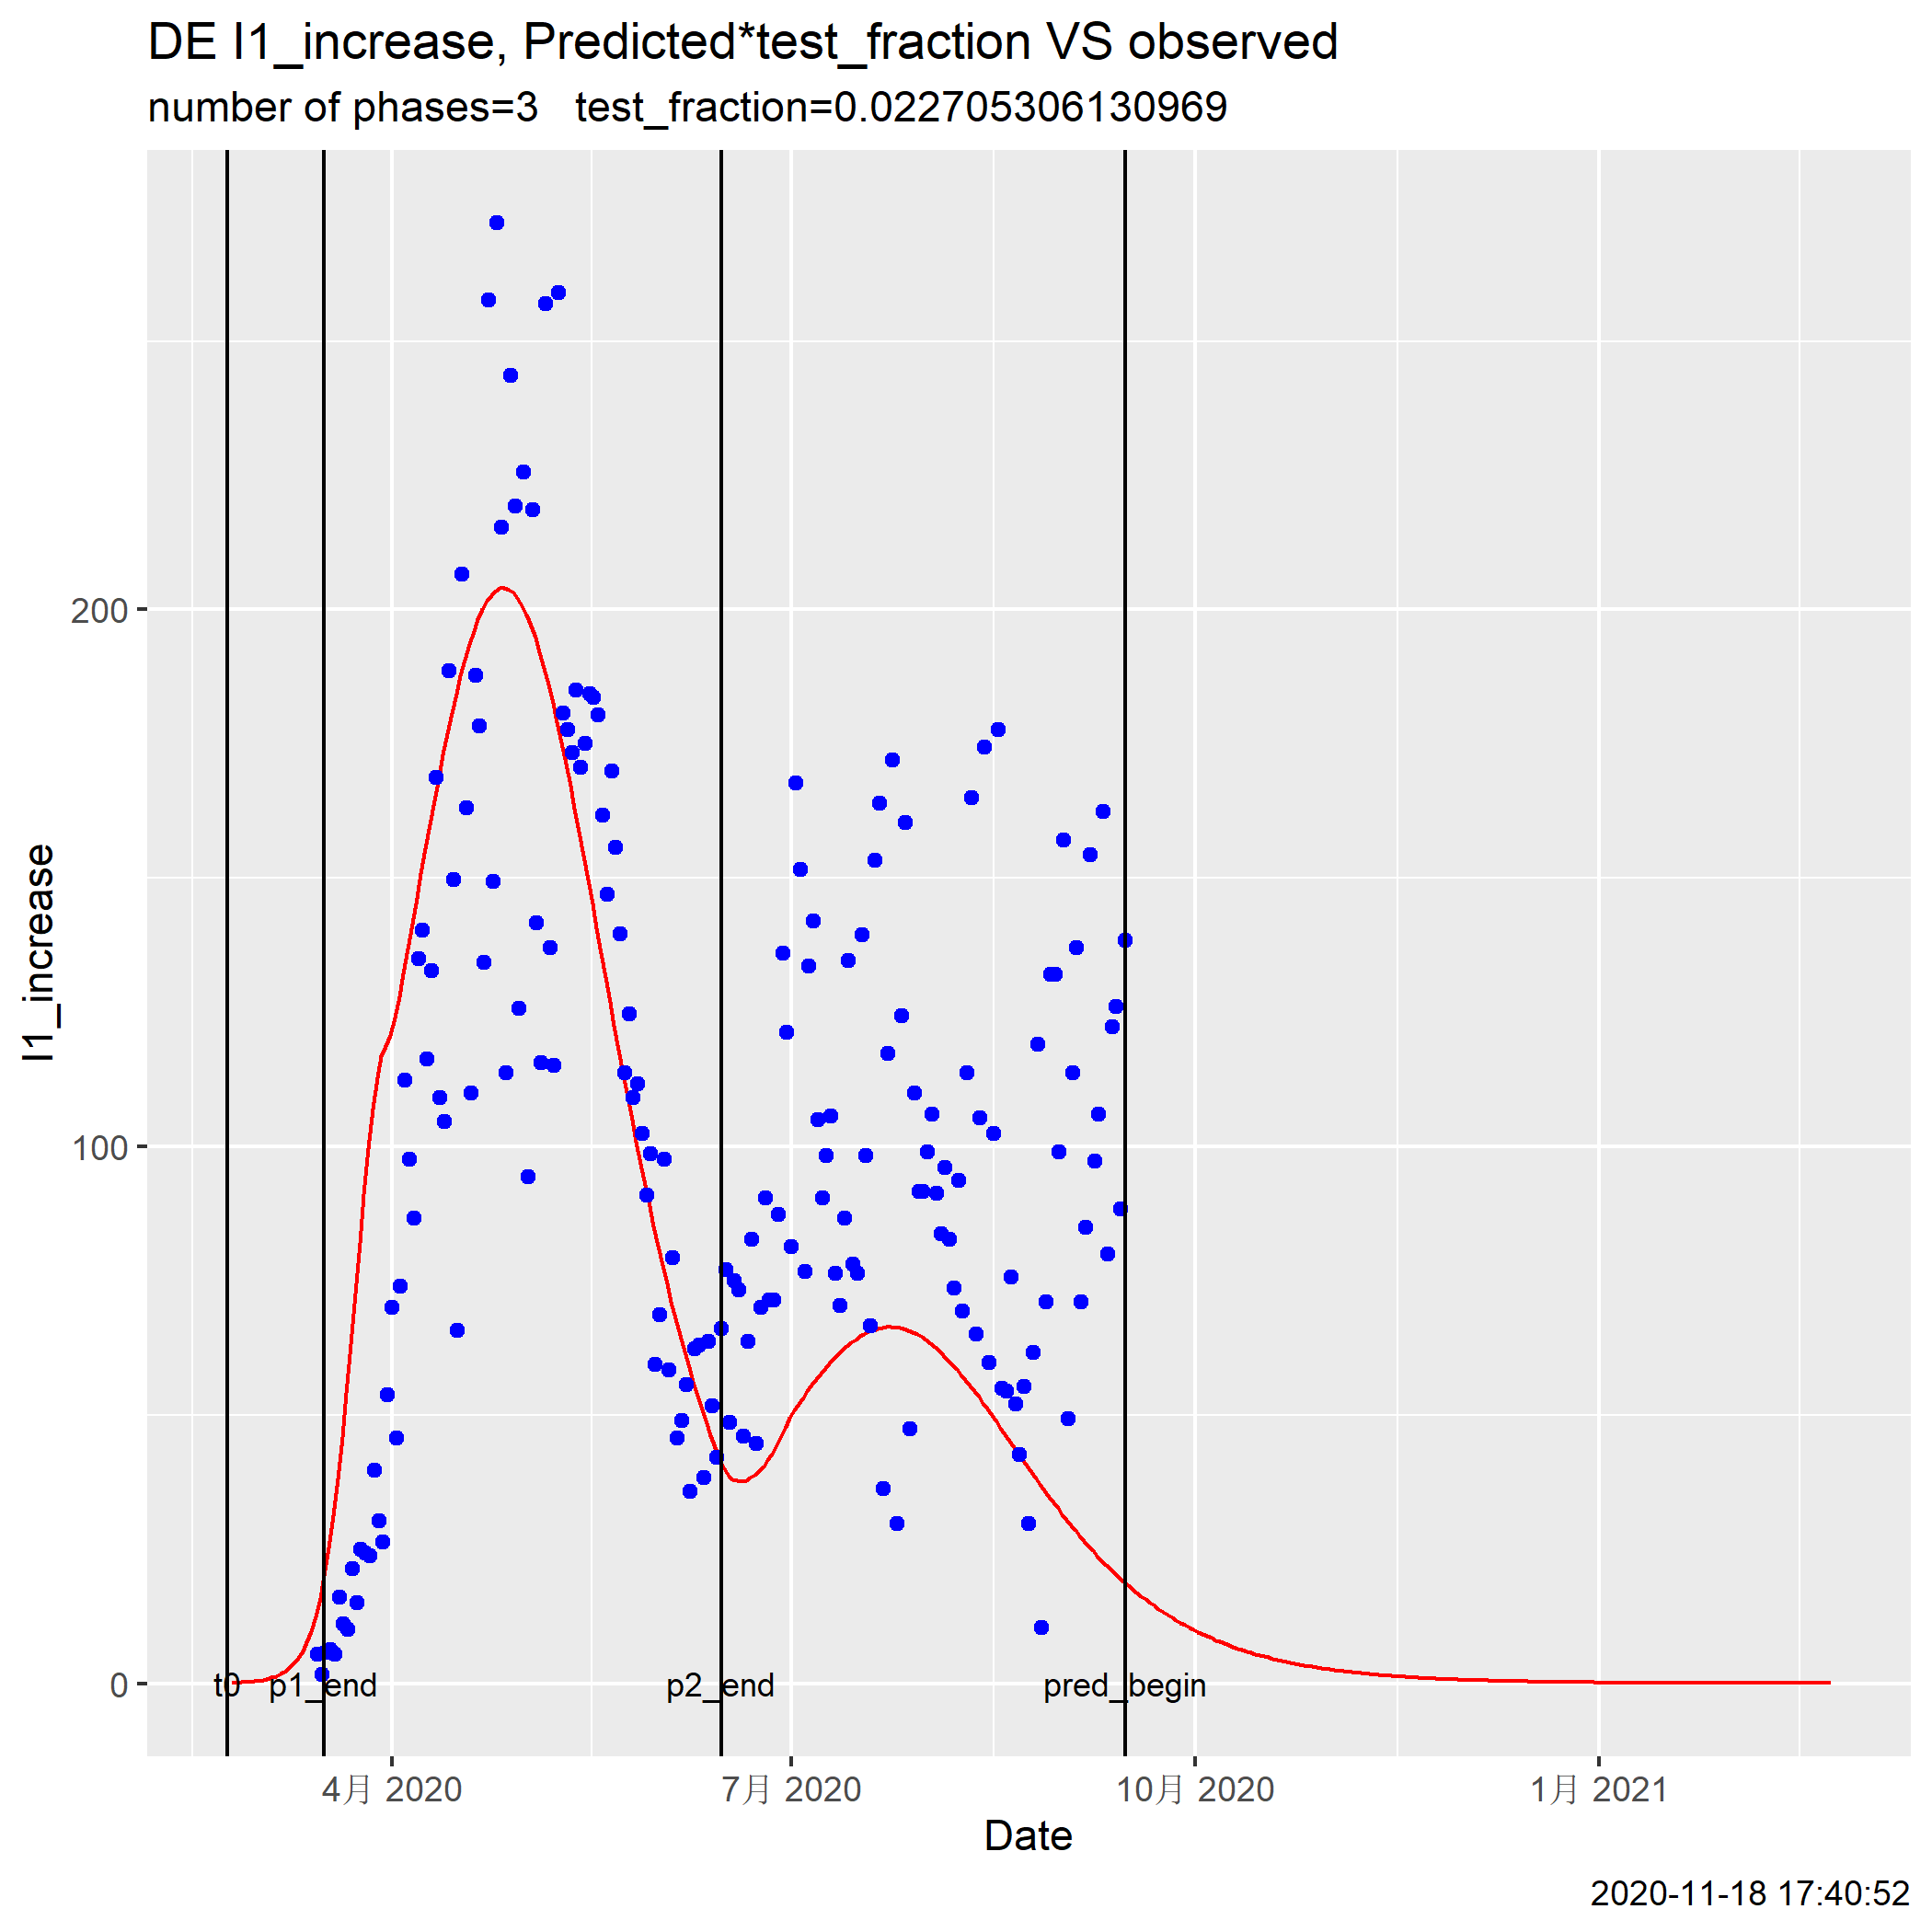 DE I1_increase, Predicted*test_fraction VS observed
number of phases=3   test_fraction=0.022705306130969
I1_increase
200
100
0
t0
p1_end
p2_end
pred_begin
4月 2020
7月 2020
10月 2020
1月 2021
Date
2020-11-18 17:40:52